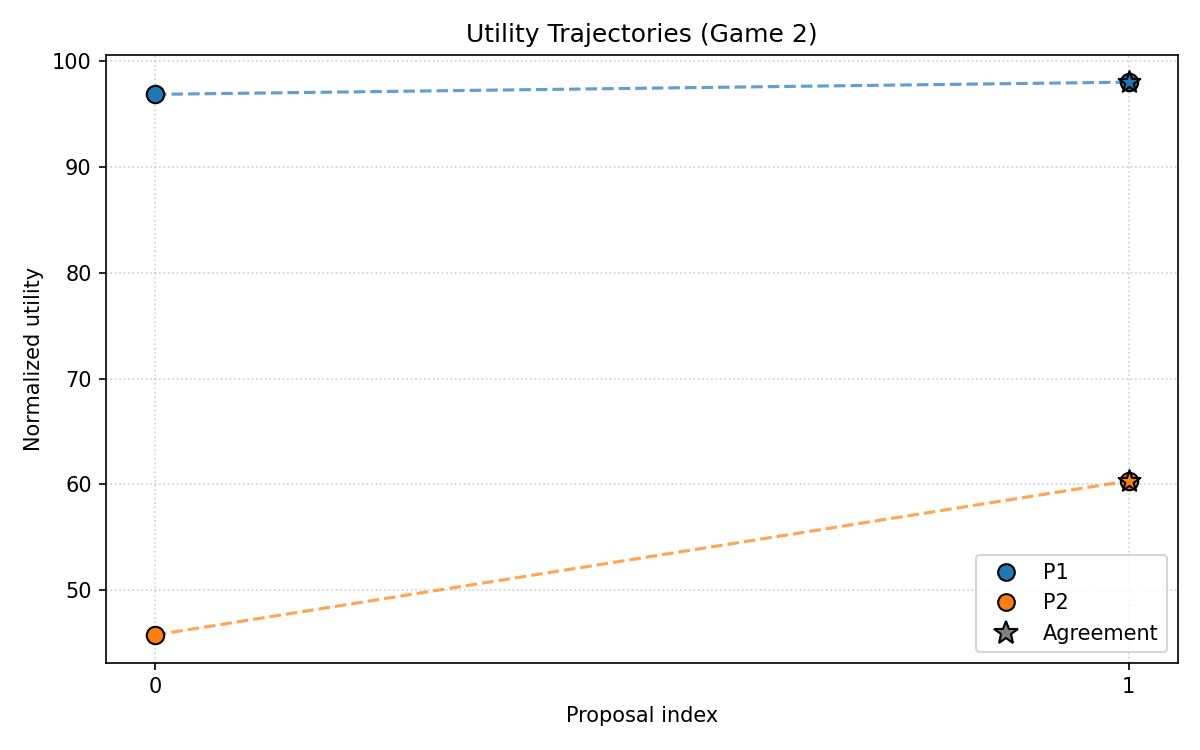 Utility Trajectories (Game 2)
100
90
80
70
60
50
Normalized utility
0
1
Proposal index
P1
P2
Agreement